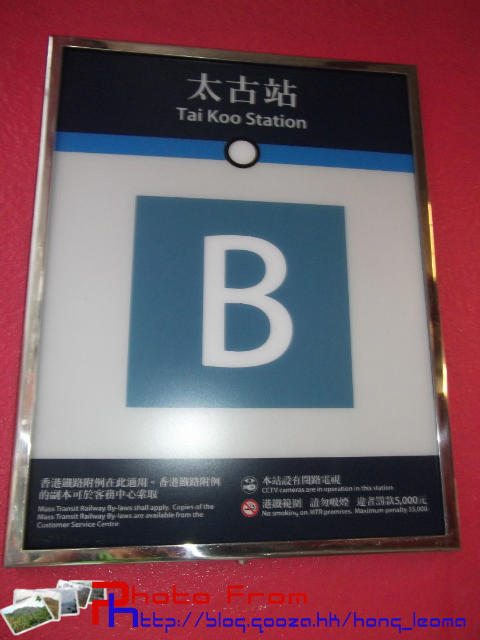 太古站
Tai Koo Station
B
香港鐵路附例在此適用。香港鐵路附例
的副本可於客務中心索取
Mass Transit Railway By-laws shall apply. Copies of the
Mass Transit Railway By-laws are available from the
Customer Service Centre
本站設有閉路電視
CCTV cameras are in operation in this station
港鐵範圍 請勿吸煙 違者罰款5,000元
No smoking on MTR premises. Maximum penalty $5,000
Photo From
http://blog.qooza.hk/hong_leoma